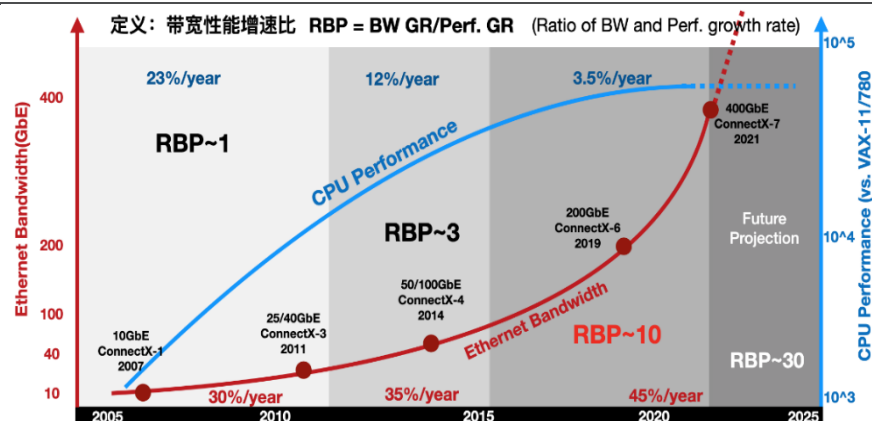 定义：带宽性能增速比 RBP = BW GR/Perf. GR (Ratio of BW and Perf. growth rate)
Ethernet Bandwidth(GbE)
400
200
100
40
10
23%/year
12%/year
3.5%/year
RBP~1
RBP~3
RBP~10
RBP~30
CPU Performance
Ethernet Bandwidth
10GbE
ConnectX-1
2007
25/40GbE
ConnectX-3
2011
50/100GbE
ConnectX-4
2014
200GbE
ConnectX-6
2019
400GbE
ConnectX-7
2021
Future
Projection
30%/year
35%/year
45%/year
2005
2010
2015
2020
2025
10^5
10^4
10^3
CPU Performance (vs. VAX-11/780